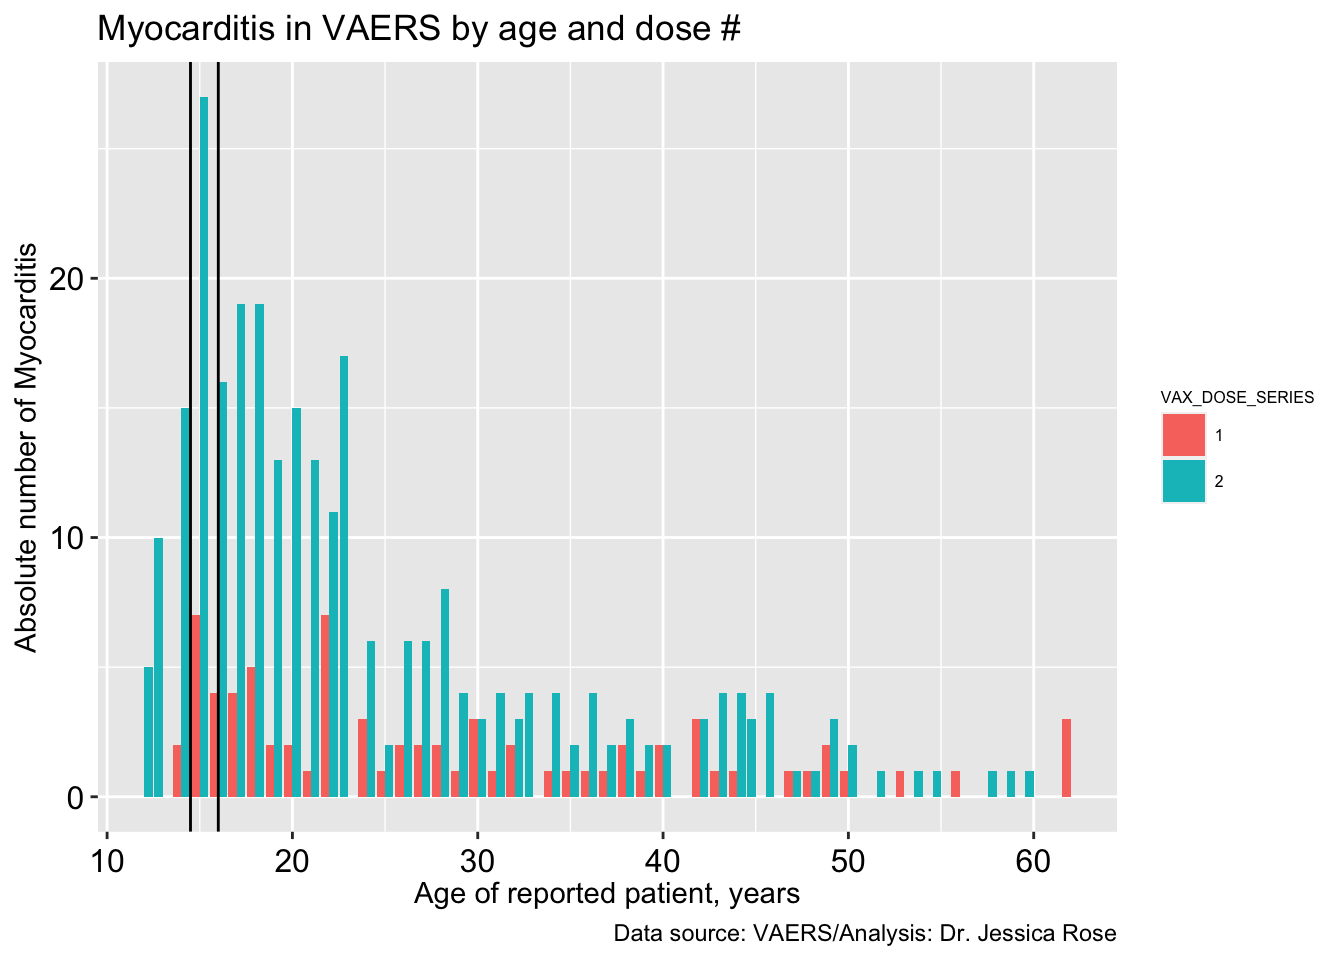 Myocarditis in VAERS by age and dose #
Absolute number of Myocarditis
20
10
0
10 20 30 40 50 60
Age of reported patient, years
VAX_DOSE_SERIES
1
2
Data source: VAERS/Analysis: Dr. Jessica Rose